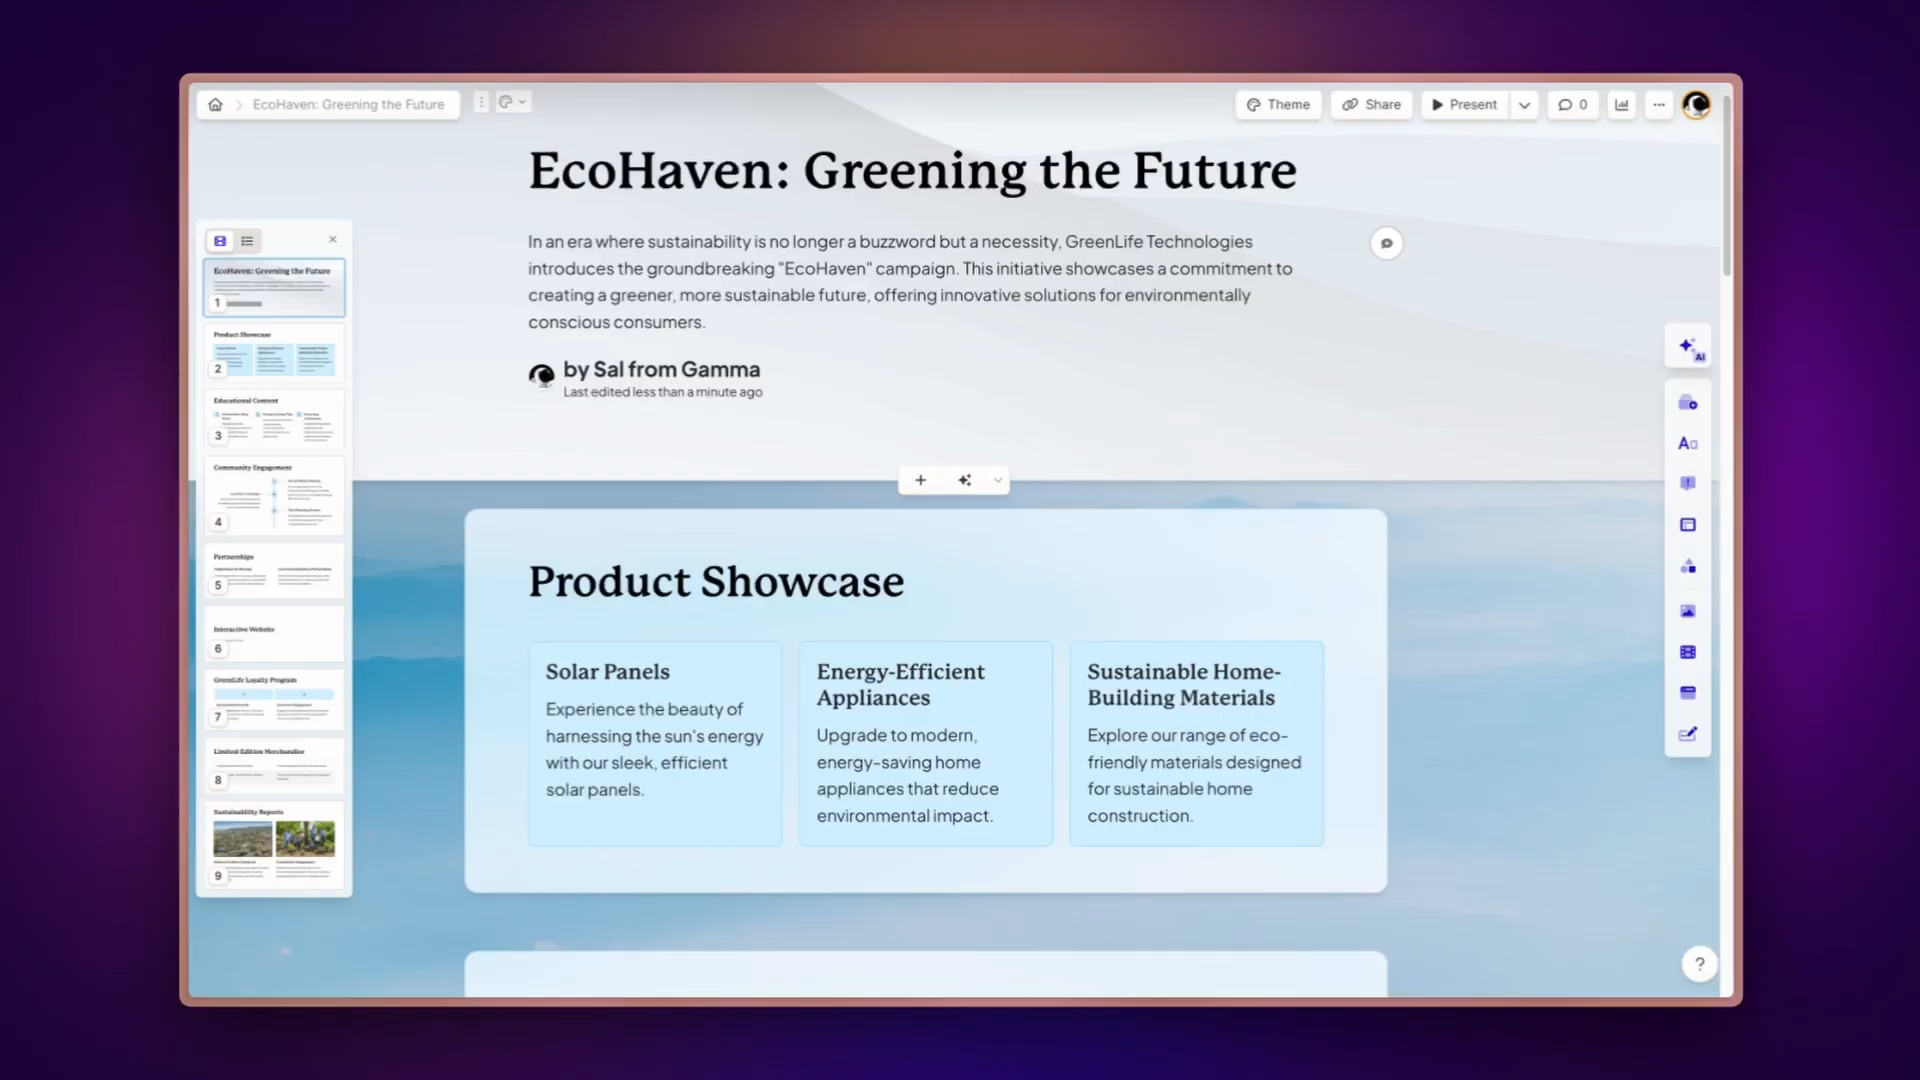 EcoHaven: Greening the Future
Theme
Share
Present
0
EcoHaven: Greening the Future
In an era where sustainability is no longer a buzzword but a necessity, GreenLife Technologies
introduces the groundbreaking "EcoHaven" campaign. This initiative showcases a commitment to
creating a greener, more sustainable future, offering innovative solutions for environmentally
conscious consumers.
by Sal from Gamma
Last edited less than a minute ago
EcoHaven: Greening the Future
1
Product Showcase
2
Educational Content
3
Community Engagement
4
Partnerships
5
Interactive Website
6
GreenLife Loyalty Program
7
Limited-Edition Merchandise
8
Sustainability Reports
9
Product Showcase
Solar Panels
Experience the beauty of
harnessing the sun's energy
with our sleek, efficient
solar panels.
Energy-Efficient
Appliances
Upgrade to modern,
energy-saving home
appliances that reduce
environmental impact.
Sustainable Home-
Building Materials
Explore our range of eco-
friendly materials designed
for sustainable home
construction.
AI
Aa
?